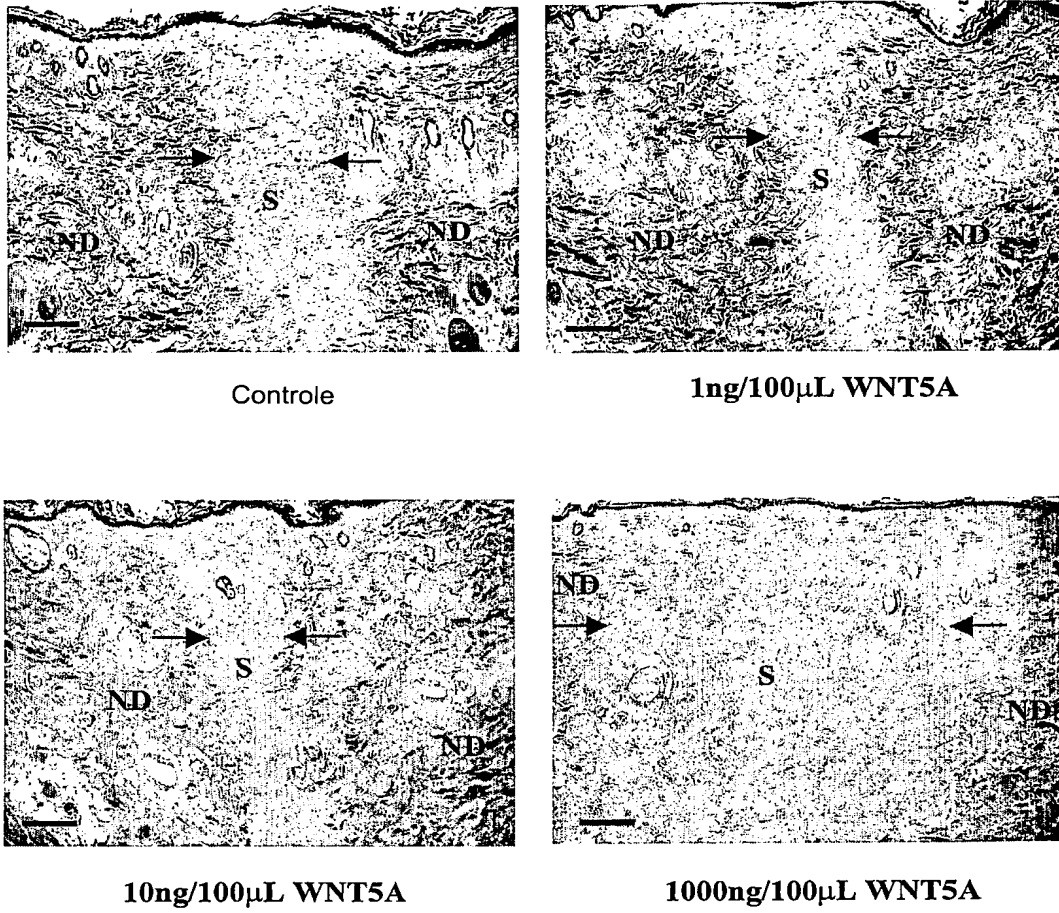 S
ND
ND
Controle
S
ND
ND
1ng/100μL WNT5A
S
ND
ND
10ng/100μL WNT5A
ND
S
ND
1000ng/100μL WNT5A